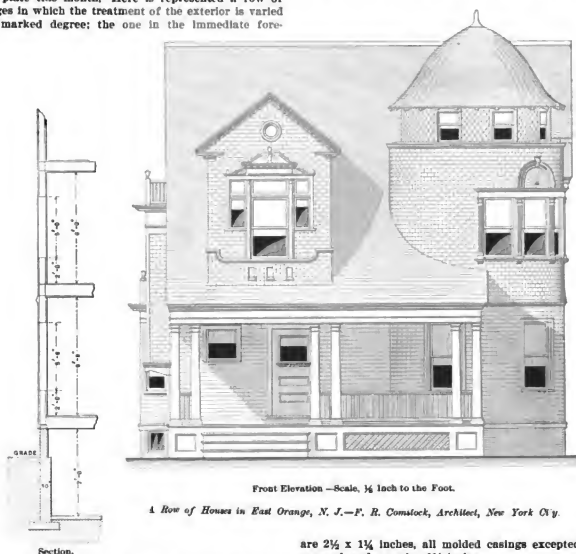 plate this month. Here is represented a row of
ges in which the treatment of the exterior is varied
marked degree; the one in the immediate fore-
GRADE
Section.
Front Elevation—Scale, ⅛ Inch to the Foot.
A Row of Houses in East Orange, N. J.—F. R. Comstock, Architect, New York City.
are 2½ x 1¼ inches, all molded casings excepted